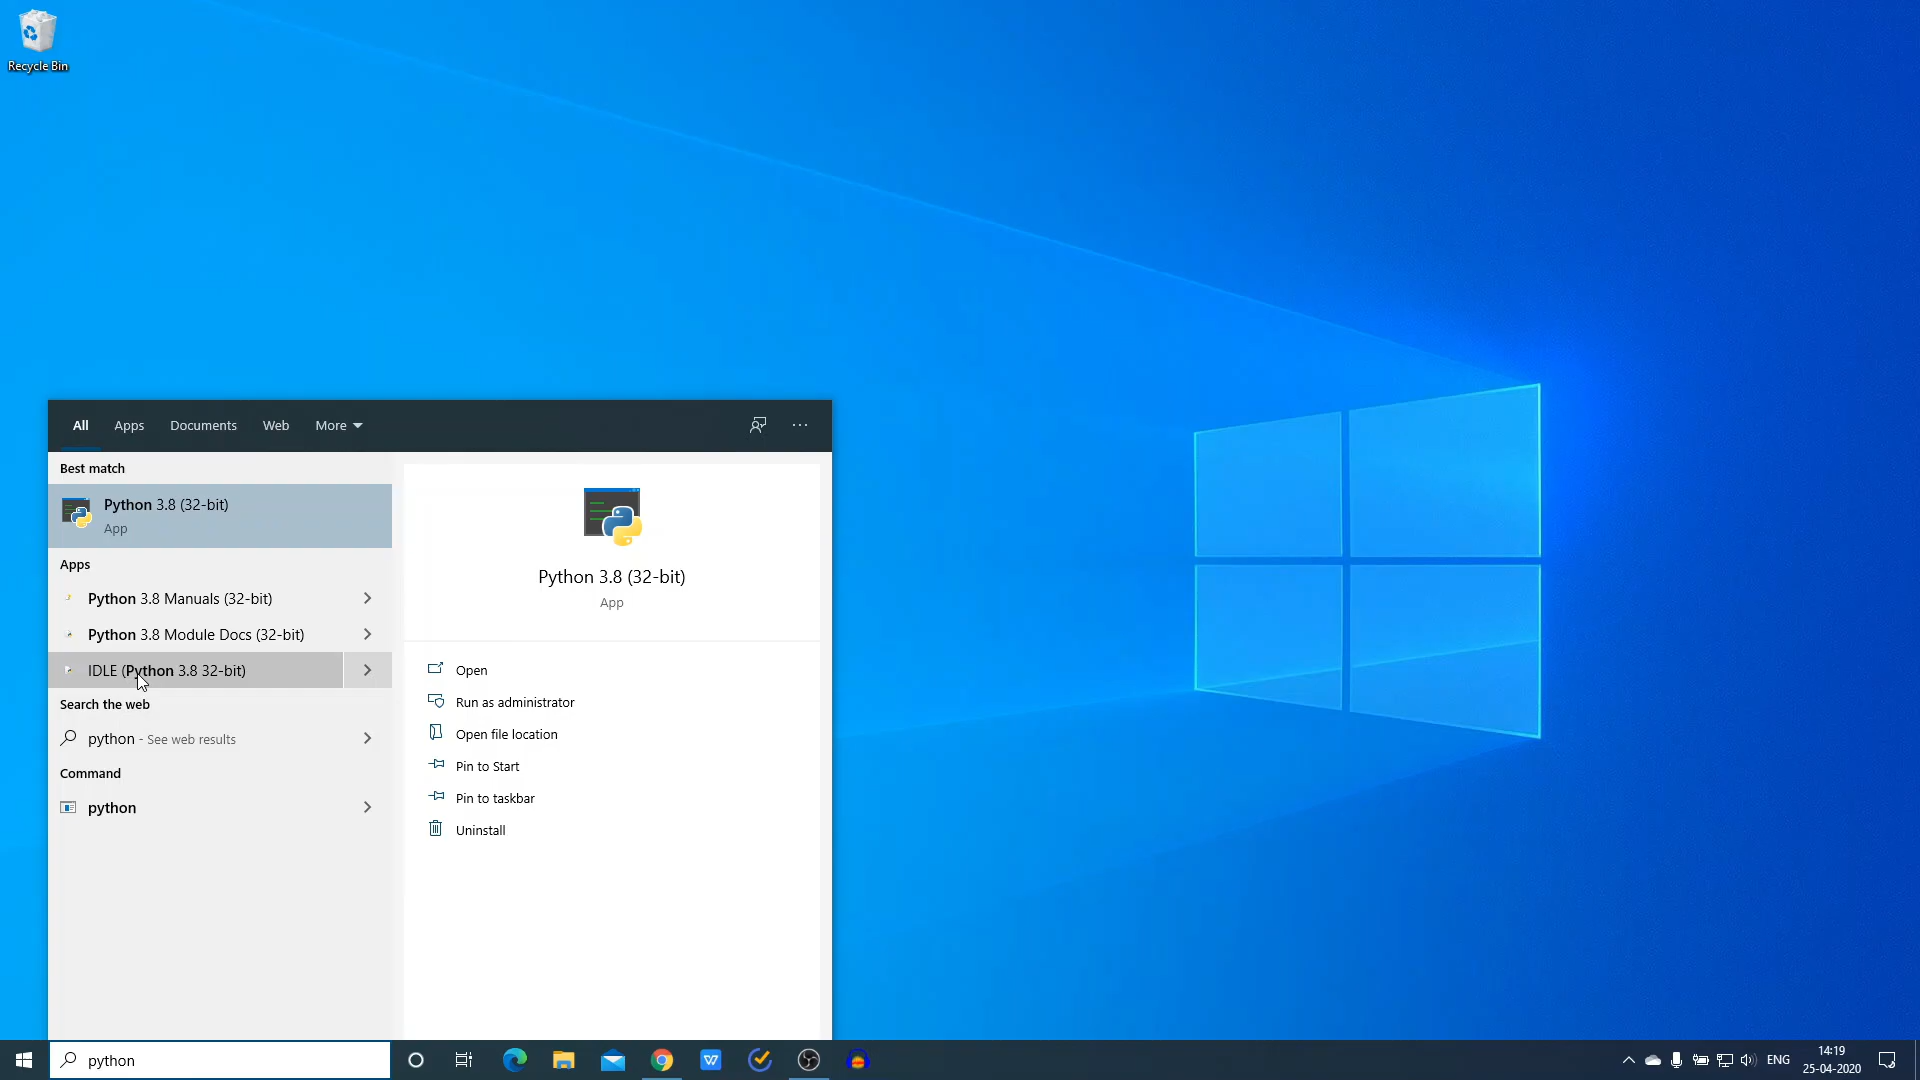 Recycle Bin
All Apps Documents Web More
Best match
Python 3.8 (32-bit)
App
Apps
Python 3.8 Manuals (32-bit)
Python 3.8 Module Docs (32-bit)
IDLE (Python 3.8 32-bit)
Search the web
python - See web results
Command
python
Python 3.8 (32-bit)
App
Open
Run as administrator
Open file location
Pin to Start
Pin to taskbar
Uninstall
python
ENG
14:19
25-04-2020